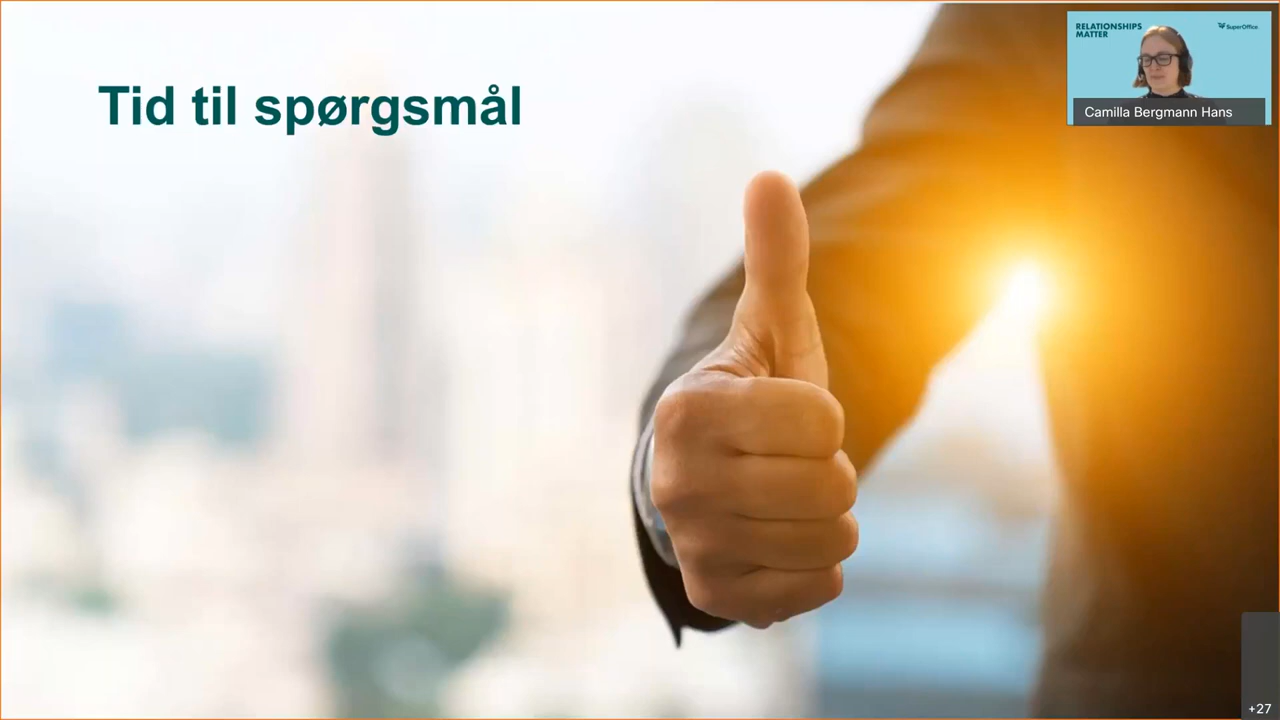 Tid til spørgsmål
RELATIONSHIPS
MATTER
SuperOffice
Camilla Bergmann Hans
+27